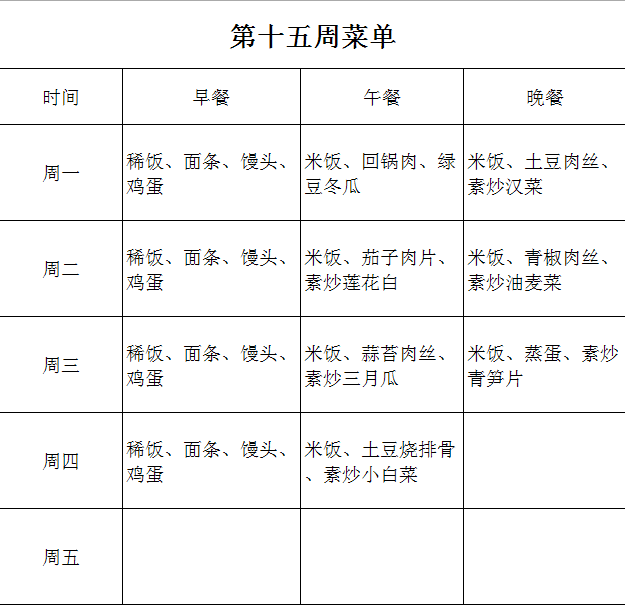 第十五周菜单
时间 早餐 午餐 晚餐
周一
稀饭、面条、馒头、
鸡蛋
米饭、回锅肉、绿
豆冬瓜
米饭、土豆肉丝、
素炒汉菜
周二
稀饭、面条、馒头、
鸡蛋
米饭、茄子肉片、
素炒莲花白
米饭、青椒肉丝、
素炒油麦菜
周三
稀饭、面条、馒头、
鸡蛋
米饭、蒜苔肉丝、
素炒三月瓜
米饭、蒸蛋、素炒
青笋片
周四
稀饭、面条、馒头、
鸡蛋
米饭、土豆烧排骨
、素炒小白菜
周五